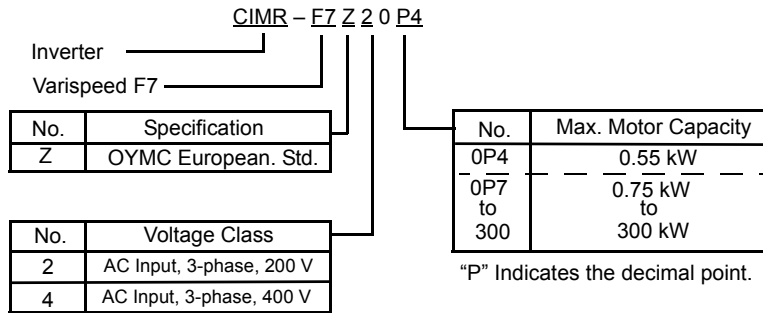 CIMR – F7 Z 2 0 P4
Inverter
Varispeed F7
No. Specification
Z OYMC European. Std.
No. Voltage Class
2 AC Input, 3-phase, 200 V
4 AC Input, 3-phase, 400 V
No. Max. Motor Capacity
0P4 0.55 kW
0P7 0.75 kW
to to
300 300 kW
“P” Indicates the decimal point.